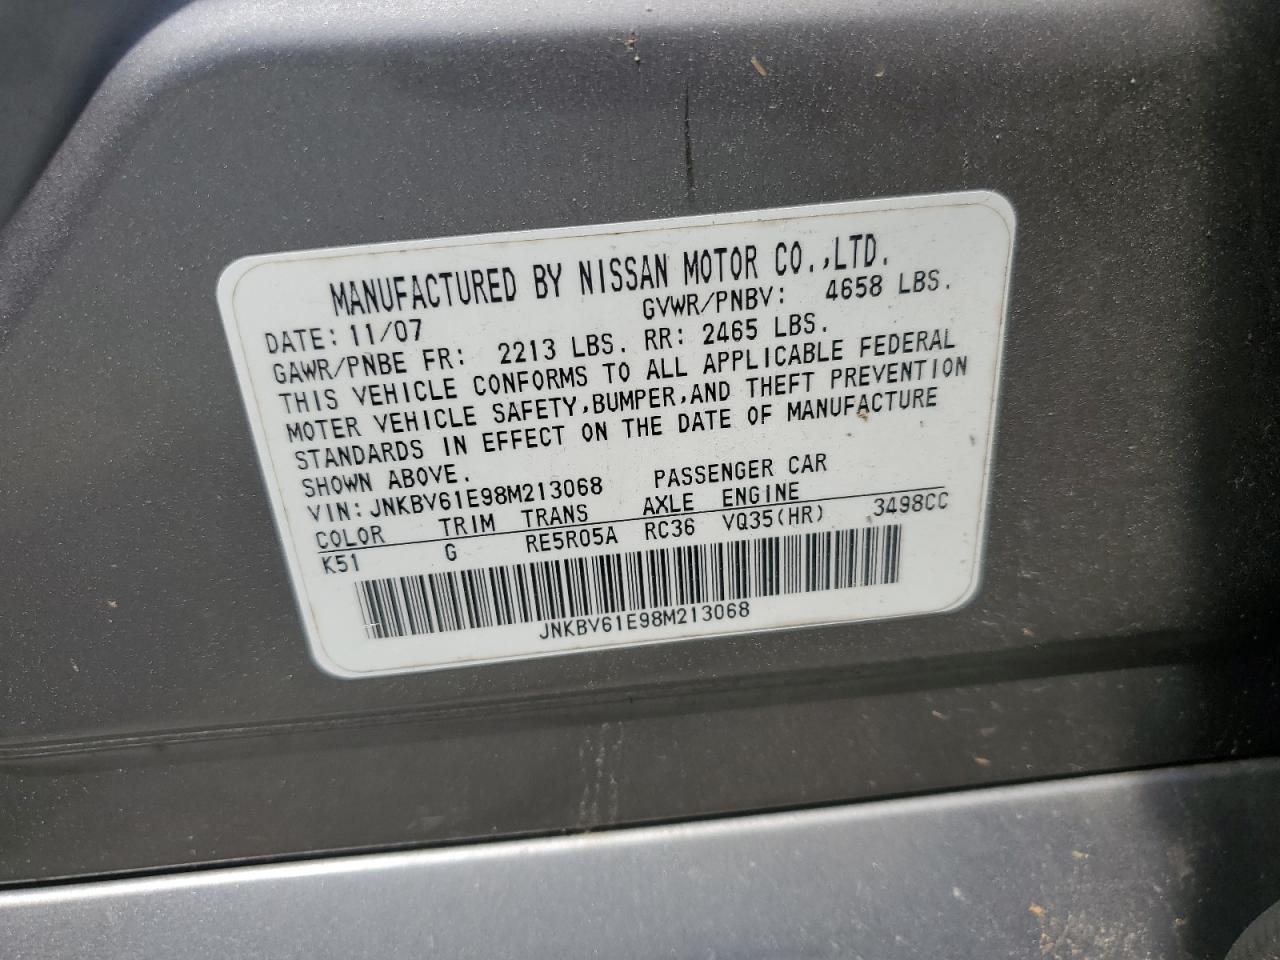 MANUFACTURED BY NISSAN MOTOR CO.,LTD.
DATE: 11/07 GVWR/PNBV: 4658 LBS.
GAWR/PNBE FR: 2213 LBS. RR: 2465 LBS.
THIS VEHICLE CONFORMS TO ALL APPLICABLE FEDERAL
MOTER VEHICLE SAFETY,BUMPER,AND THEFT PREVENTION
STANDARDS IN EFFECT ON THE DATE OF MANUFACTURE
SHOWN ABOVE.
VIN: JNKBV61E98M213068 PASSENGER CAR
COLOR TRIM TRANS AXLE ENGINE
K51 G RE5R05A RC36 VQ35(HR) 3498CC
JNKBV61E98M213068